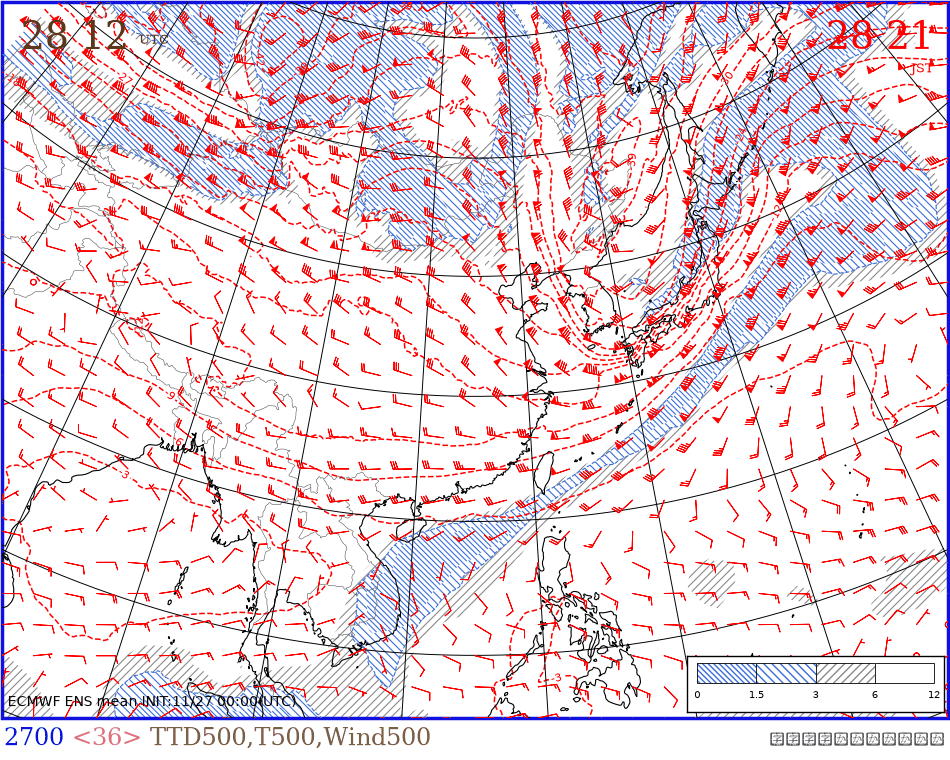 28 12 UTC
28 21
JST
ECMWF ENS mean INIT:11/27 00:00(UTC)
0 1.5 3 6 12
2700 <36> TTD500,T500,Wind500